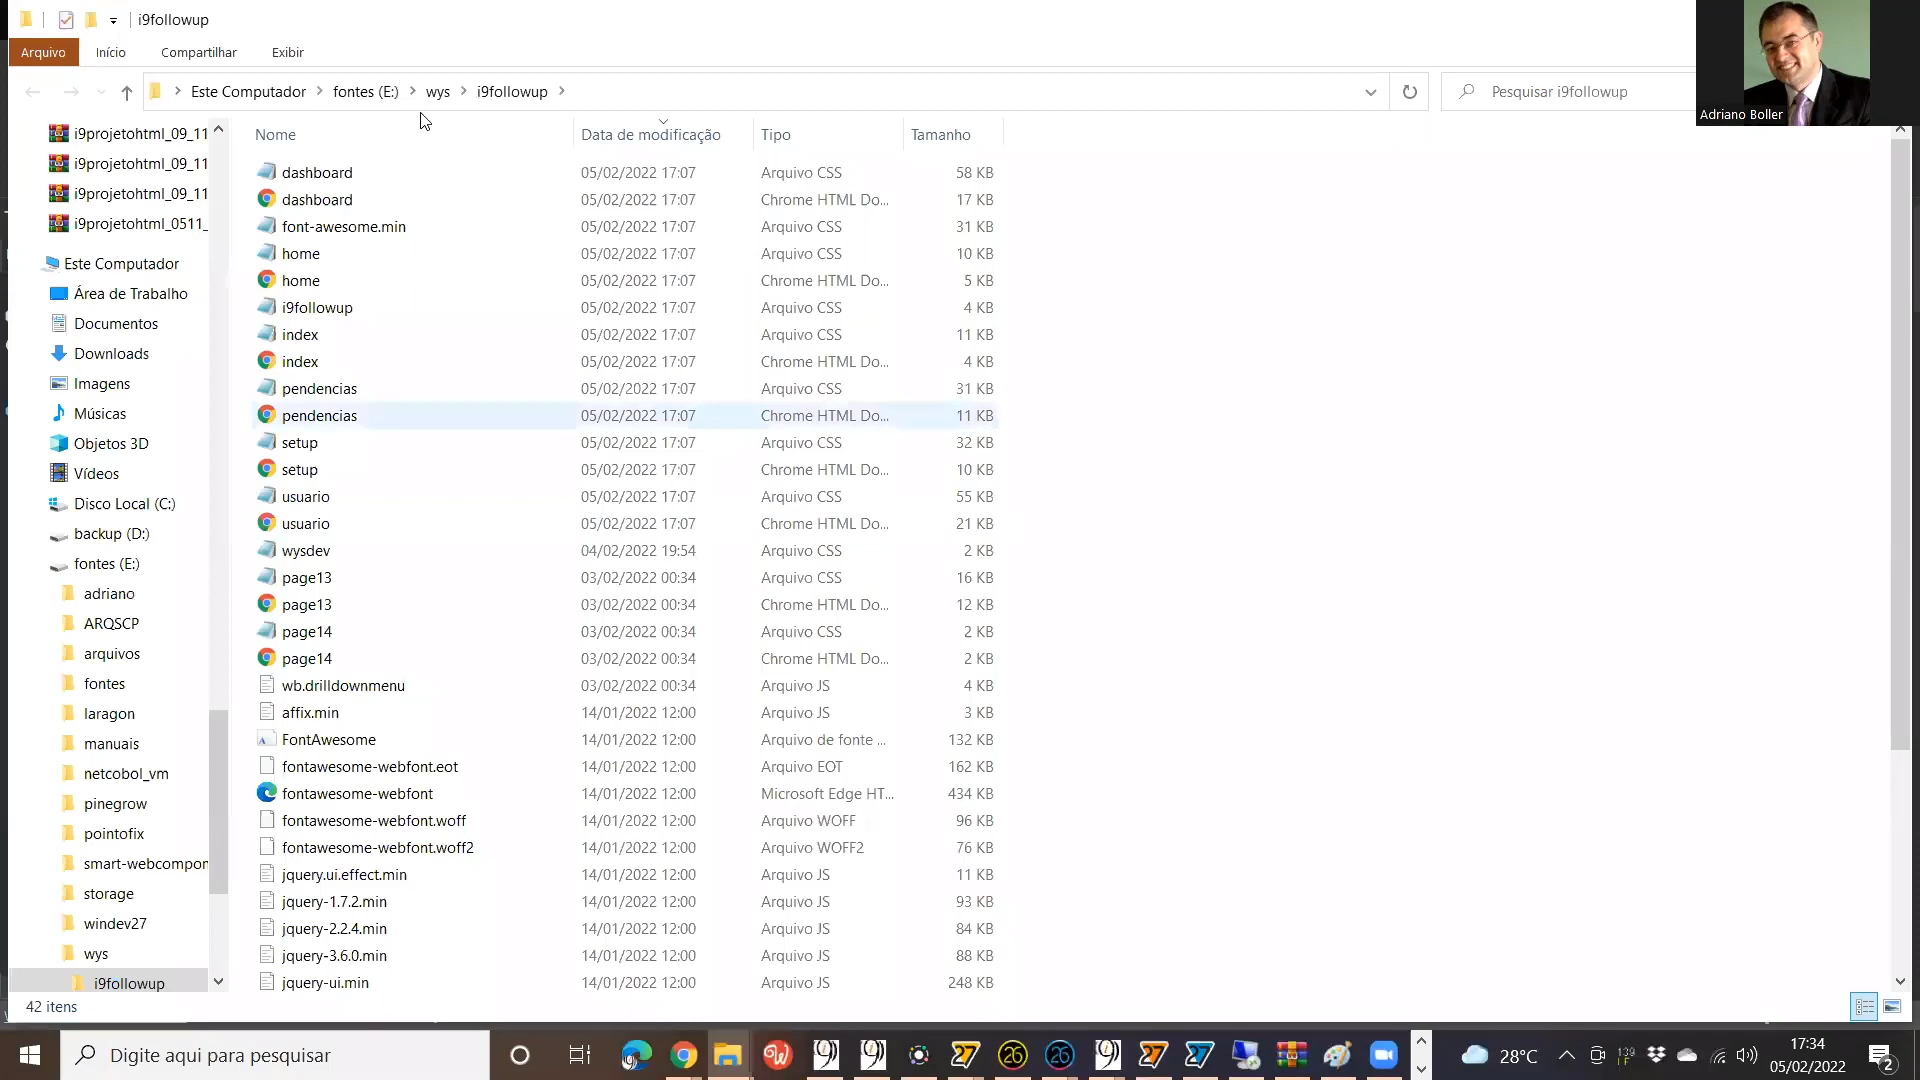 i9followup
Arquivo Início Compartilhar Exibir
Este Computador fontes (E:) wys i9followup
Pesquisar i9followup
Adriano Boller
i9projetohtml_09_11
i9projetohtml_09_11
i9projetohtml_09_11
i9projetohtml_0511_
Este Computador
Área de Trabalho
Documentos
Downloads
Imagens
Músicas
Objetos 3D
Vídeos
Disco Local (C:)
backup (D:)
fontes (E:)
adriano
ARQSCP
arquivos
fontes
laragon
manuais
netcobol_vm
pinegrow
pointofix
smart-webcompor
storage
windev27
wys
i9followup
Nome Data de modificação Tipo Tamanho
dashboard 05/02/2022 17:07 Arquivo CSS 58 KB
dashboard 05/02/2022 17:07 Chrome HTML Do... 17 KB
font-awesome.min 05/02/2022 17:07 Arquivo CSS 31 KB
home 05/02/2022 17:07 Arquivo CSS 10 KB
home 05/02/2022 17:07 Chrome HTML Do... 5 KB
i9followup 05/02/2022 17:07 Arquivo CSS 4 KB
index 05/02/2022 17:07 Arquivo CSS 11 KB
index 05/02/2022 17:07 Chrome HTML Do... 4 KB
pendencias 05/02/2022 17:07 Arquivo CSS 31 KB
pendencias 05/02/2022 17:07 Chrome HTML Do... 11 KB
setup 05/02/2022 17:07 Arquivo CSS 32 KB
setup 05/02/2022 17:07 Chrome HTML Do... 10 KB
usuario 05/02/2022 17:07 Arquivo CSS 55 KB
usuario 05/02/2022 17:07 Chrome HTML Do... 21 KB
wysdev 04/02/2022 19:54 Arquivo CSS 2 KB
page13 03/02/2022 00:34 Arquivo CSS 16 KB
page13 03/02/2022 00:34 Chrome HTML Do... 12 KB
page14 03/02/2022 00:34 Arquivo CSS 2 KB
page14 03/02/2022 00:34 Chrome HTML Do... 2 KB
wb.drilldownmenu 03/02/2022 00:34 Arquivo JS 4 KB
affix.min 14/01/2022 12:00 Arquivo JS 3 KB
FontAwesome 14/01/2022 12:00 Arquivo de fonte ... 132 KB
fontawesome-webfont.eot 14/01/2022 12:00 Arquivo EOT 162 KB
fontawesome-webfont 14/01/2022 12:00 Microsoft Edge HT... 434 KB
fontawesome-webfont.woff 14/01/2022 12:00 Arquivo WOFF 96 KB
fontawesome-webfont.woff2 14/01/2022 12:00 Arquivo WOFF2 76 KB
jquery.ui.effect.min 14/01/2022 12:00 Arquivo JS 11 KB
jquery-1.7.2.min 14/01/2022 12:00 Arquivo JS 93 KB
jquery-2.2.4.min 14/01/2022 12:00 Arquivo JS 84 KB
jquery-3.6.0.min 14/01/2022 12:00 Arquivo JS 88 KB
jquery-ui.min 14/01/2022 12:00 Arquivo JS 248 KB
42 itens
Digite aqui para pesquisar
27 26 26 27 27
28°C
17:34
05/02/2022
2